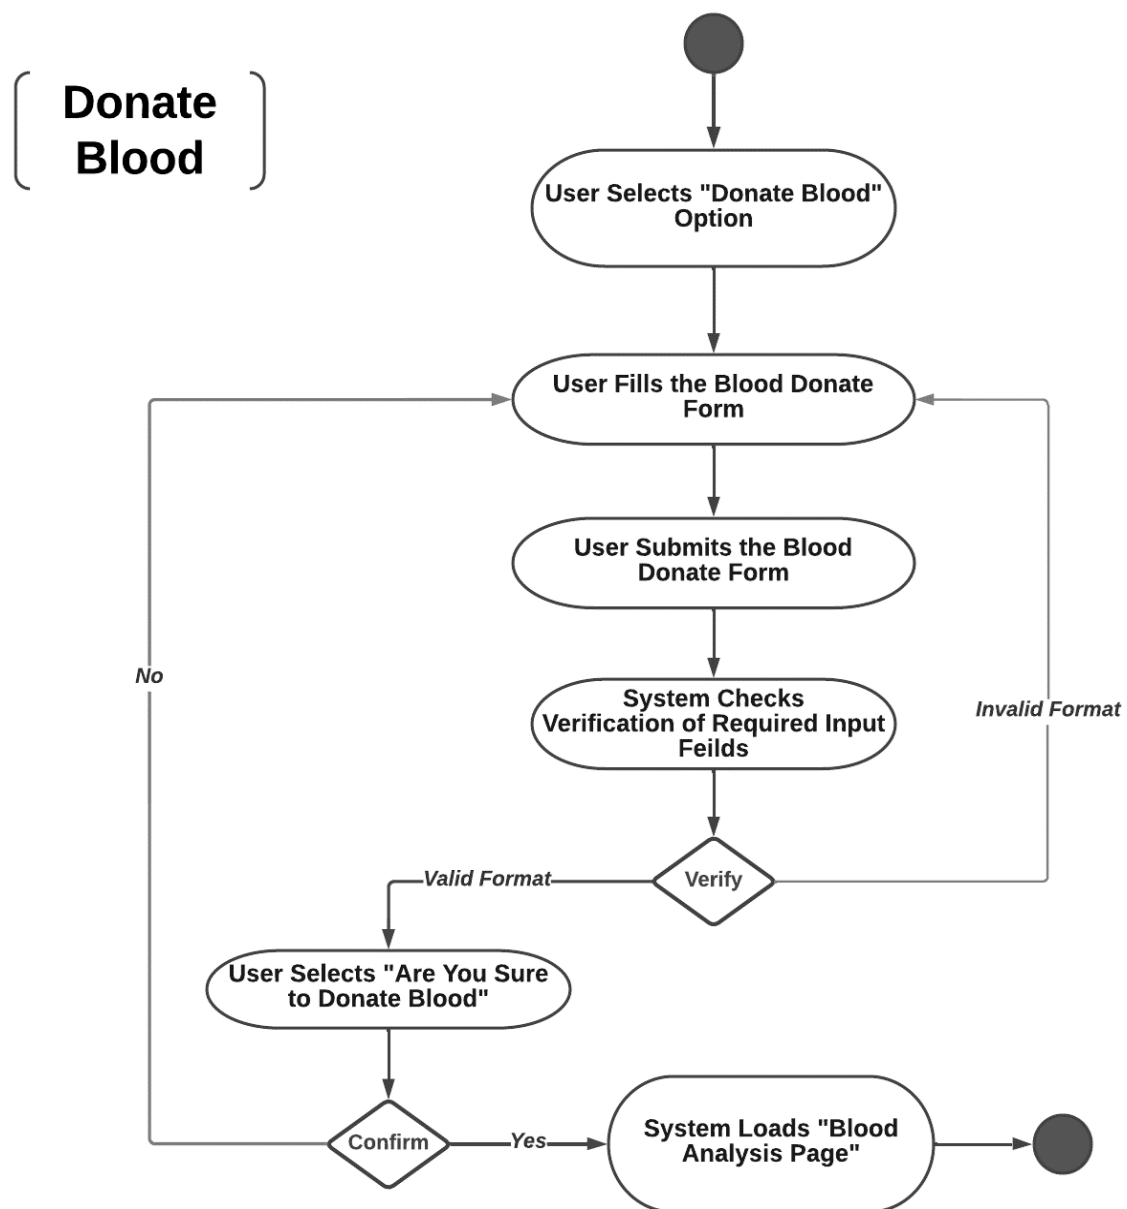 Donate
Blood
User Selects "Donate Blood"
Option
User Fills the Blood Donate
Form
User Submits the Blood
Donate Form
No
System Checks
Verification of Required Input
Feilds
Invalid Format
Valid Format
Verify
User Selects "Are You Sure
to Donate Blood"
Confirm
Yes
System Loads "Blood
Analysis Page"